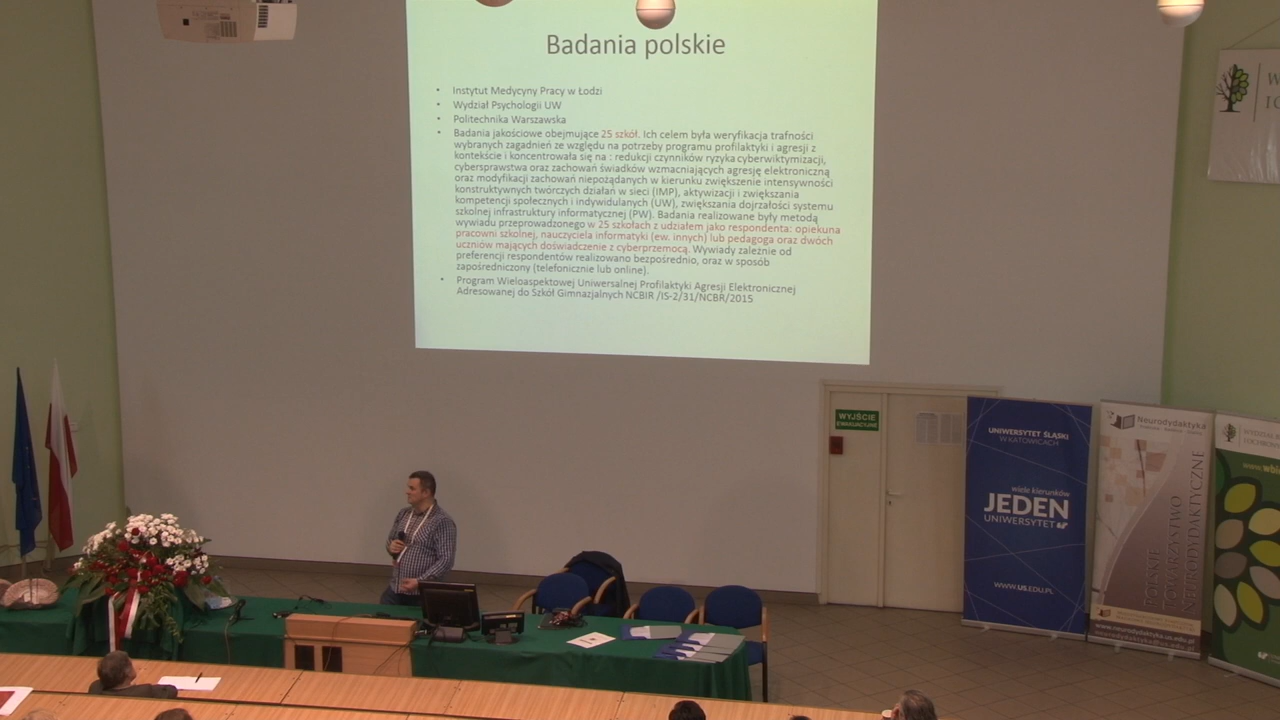 Badania polskie
• Instytut Medycyny Pracy w Łodzi
• Wydział Psychologii UW
• Politechnika Warszawska
• Badania jakościowe obejmujące 25 szkół. Ich celem była weryfikacja trafności
wybranych zagadnień ze względu na potrzeby programu profilaktyki i agresji z
kontekście i koncentrowała się na : redukcji czynników ryzyka cyberwiktymizacji,
cybersprawstwa oraz zachowań świadków wzmacniających agresję elektroniczną
oraz modyfikacji zachowań niepożądanych w kierunku zwiększenie intensywności
konstruktywnych twórczych działań w sieci (IMP), aktywizacji i zwiększania
kompetencji społecznych i indywidulanych (UW), zwiększania dojrzałości systemu
szkolnej infrastruktury informatycznej (PW). Badania realizowane były metodą
wywiadu przeprowadzonego w 25 szkołach z udziałem jako respondenta: opiekuna
pracowni szkolnej, nauczyciela informatyki (ew. innych) lub pedagoga oraz dwóch
uczniów mających doświadczenie z cyberprzemocą. Wywiady zależnie od
preferencji respondentów realizowano bezpośrednio, oraz w sposób
zapośredniczony (telefonicznie lub online).
• Program Wieloaspektowej Uniwersalnej Profilaktyki Agresji Elektronicznej
Adresowanej do Szkół Gimnazjalnych NCBIR /IS-2/31/NCBR/2015
WYJŚCIE
EWAKUACYJNE
UNIWERSYTET ŚLĄSKI
W KATOWICACH
wiele kierunków
JEDEN
UNIWERSYTET
WWW.US.EDU.PL
Neurodydaktyka
POLSKIE
TOWARZYSTWO
NEURODYDAKTYCZNE
www.neurodydaktyka.us.edu.pl